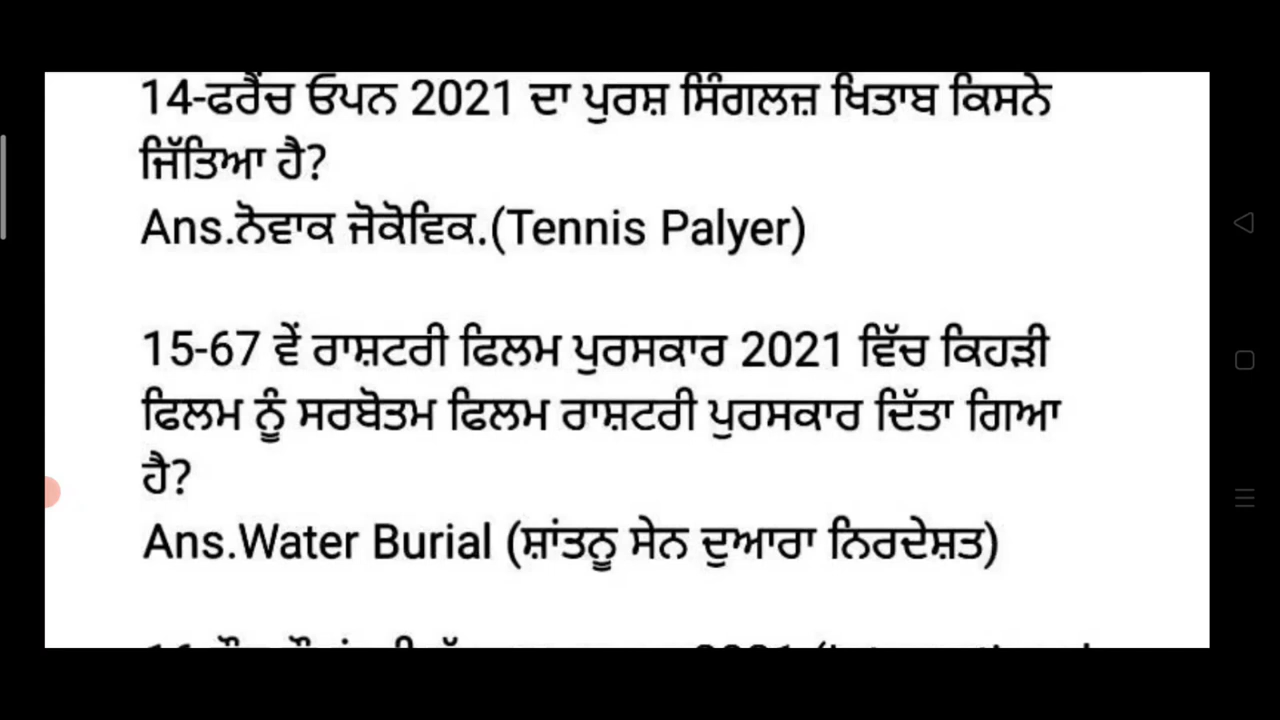 14-ਫਰੈਂਚ ਓਪਨ 2021 ਦਾ ਪੁਰਸ਼ ਸਿੰਗਲਜ਼ ਖਿਤਾਬ ਕਿਸਨੇ
ਜਿੱਤਿਆ ਹੈ?
Ans.ਨੋਵਾਕ ਜੋਕੋਵਿਕ.(Tennis Palyer)
15-67 ਵੇਂ ਰਾਸ਼ਟਰੀ ਫਿਲਮ ਪੁਰਸਕਾਰ 2021 ਵਿੱਚ ਕਿਹੜੀ
ਫਿਲਮ ਨੂੰ ਸਰਬੋਤਮ ਫਿਲਮ ਰਾਸ਼ਟਰੀ ਪੁਰਸਕਾਰ ਦਿੱਤਾ ਗਿਆ
ਹੈ?
Ans.Water Burial (ਸ਼ਾਂਤਨੂ ਸੇਨ ਦੁਆਰਾ ਨਿਰਦੇਸ਼ਤ)